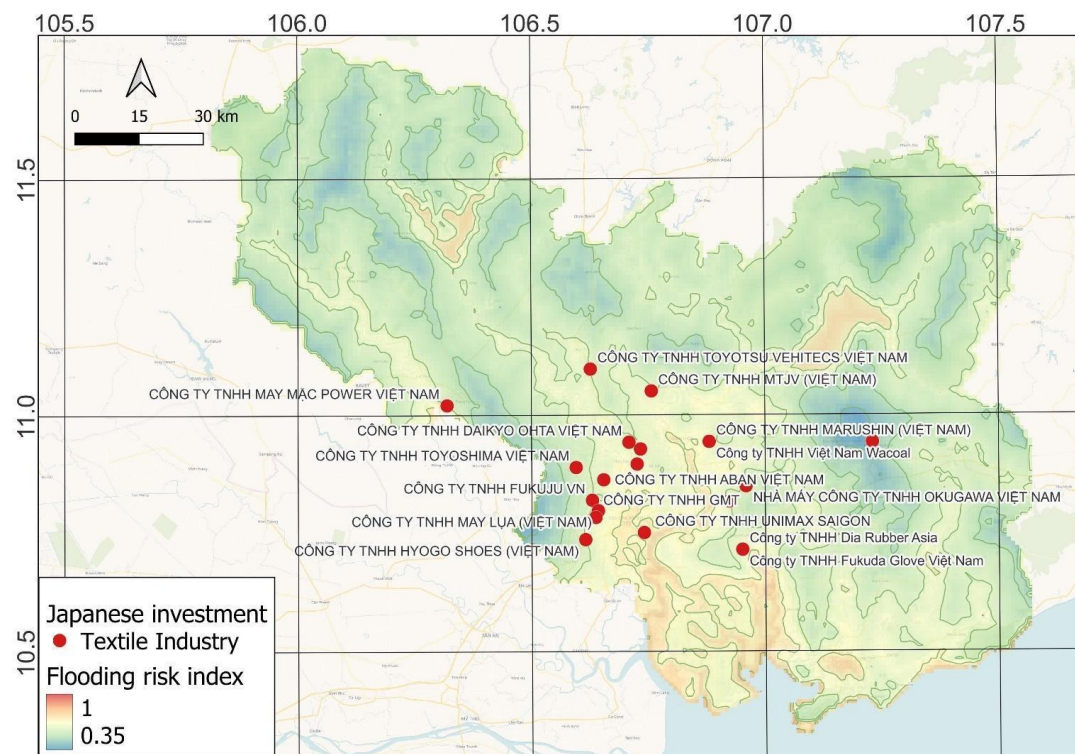 105.5 106.0 106.5 107.0 107.5
0 15 30 km
11.5
11.0
10.5
CÔNG TY TNHH TOYOTSU VEHITECS VIỆT NAM
CÔNG TY TNHH MTJV (VIỆT NAM)
CÔNG TY TNHH MAY MẶC POWER VIỆT NAM
CÔNG TY TNHH DAIKYO OHTA VIỆT NAM
CÔNG TY TNHH MARUSHIN (VIỆT NAM)
CÔNG TY TNHH TOYOSHIMA VIỆT NAM
Công ty TNHH Việt Nam Wacoal
CÔNG TY TNHH ABAN VIỆT NAM
CÔNG TY TNHH FUKUJU VN
CÔNG TY TNHH GMT
NHÀ MÁY CÔNG TY TNHH OKUGAWA VIỆT NAM
CÔNG TY TNHH MAY LỤA (VIỆT NAM)
CÔNG TY TNHH UNIMAX SAIGON
Công ty TNHH Dia Rubber Asia
CÔNG TY TNHH HYOGO SHOES (VIỆT NAM)
Công ty TNHH Fukuda Glove Việt Nam
Japanese investment
Textile Industry
Flooding risk index
1
0.35